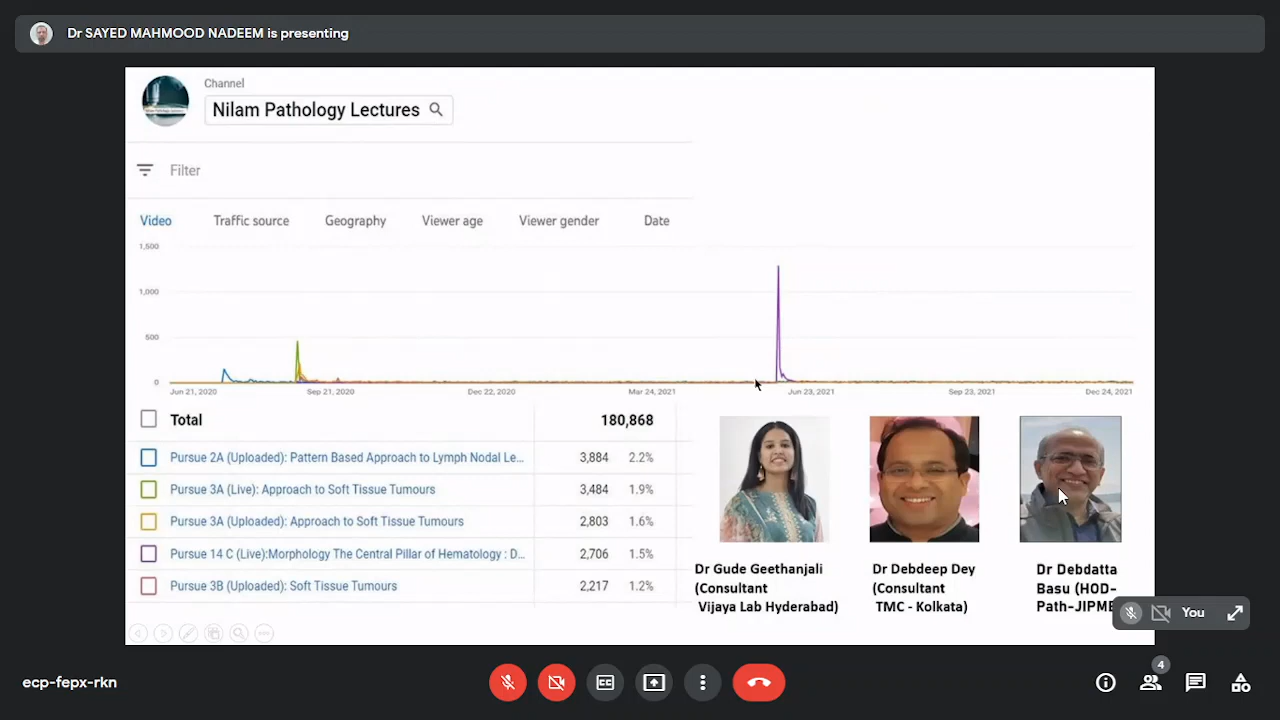 Dr SAYED MAHMOOD NADEEM is presenting
Channel
Nilam Pathology Lectures
Filter
Video Traffic source Geography Viewer age Viewer gender Date
1,500
1,000
500
0
Jun 21, 2020 Sep 21, 2020 Dec 22, 2020 Mar 24, 2021 Jun 23, 2021 Sep 23, 2021 Dec 24, 2021
Total 180,868
Pursue 2A (Uploaded): Pattern Based Approach to Lymph Nodal Le... 3,884 2.2%
Pursue 3A (Live): Approach to Soft Tissue Tumours 3,484 1.9%
Pursue 3A (Uploaded): Approach to Soft Tissue Tumours 2,803 1.6%
Pursue 14 C (Live):Morphology The Central Pillar of Hematology : D... 2,706 1.5%
Pursue 3B (Uploaded): Soft Tissue Tumours 2,217 1.2%
Dr Gude Geethanjali
(Consultant
Vijaya Lab Hyderabad)
Dr Debdeep Dey
(Consultant
TMC - Kolkata)
Dr Debdatta
Basu (HOD-
Path-JIPME
You
ecp-fepx-rkn
CC
4